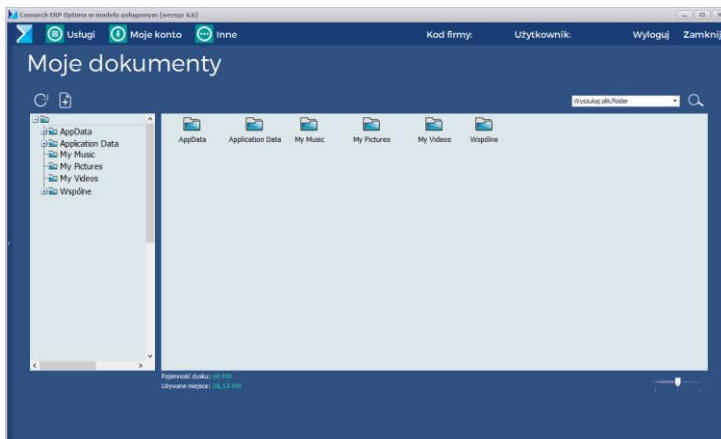 Comarch ERP Optima w modelu usługowym (wersja 4.6)
Usługi Moje konto Inne Kod firmy: Użytkownik: Wyloguj Zamknij
Moje dokumenty
Wyszukaj plik/folder
AppData
Application Data
My Music
My Pictures
My Videos
Wspólne
AppData Application Data My Music My Pictures My Videos Wspólne
Pojemność dysku:
Używane miejsce: